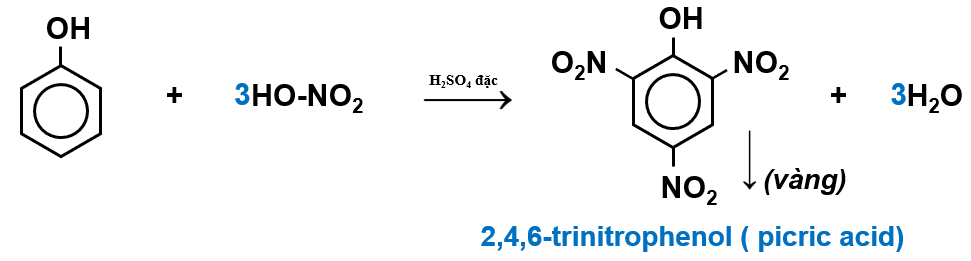 OH
+ 3HO-NO₂ H₂SO₄ đặc
OH
O₂N NO₂ + 3H₂O
NO₂ (vàng)
2,4,6-trinitrophenol ( picric acid)